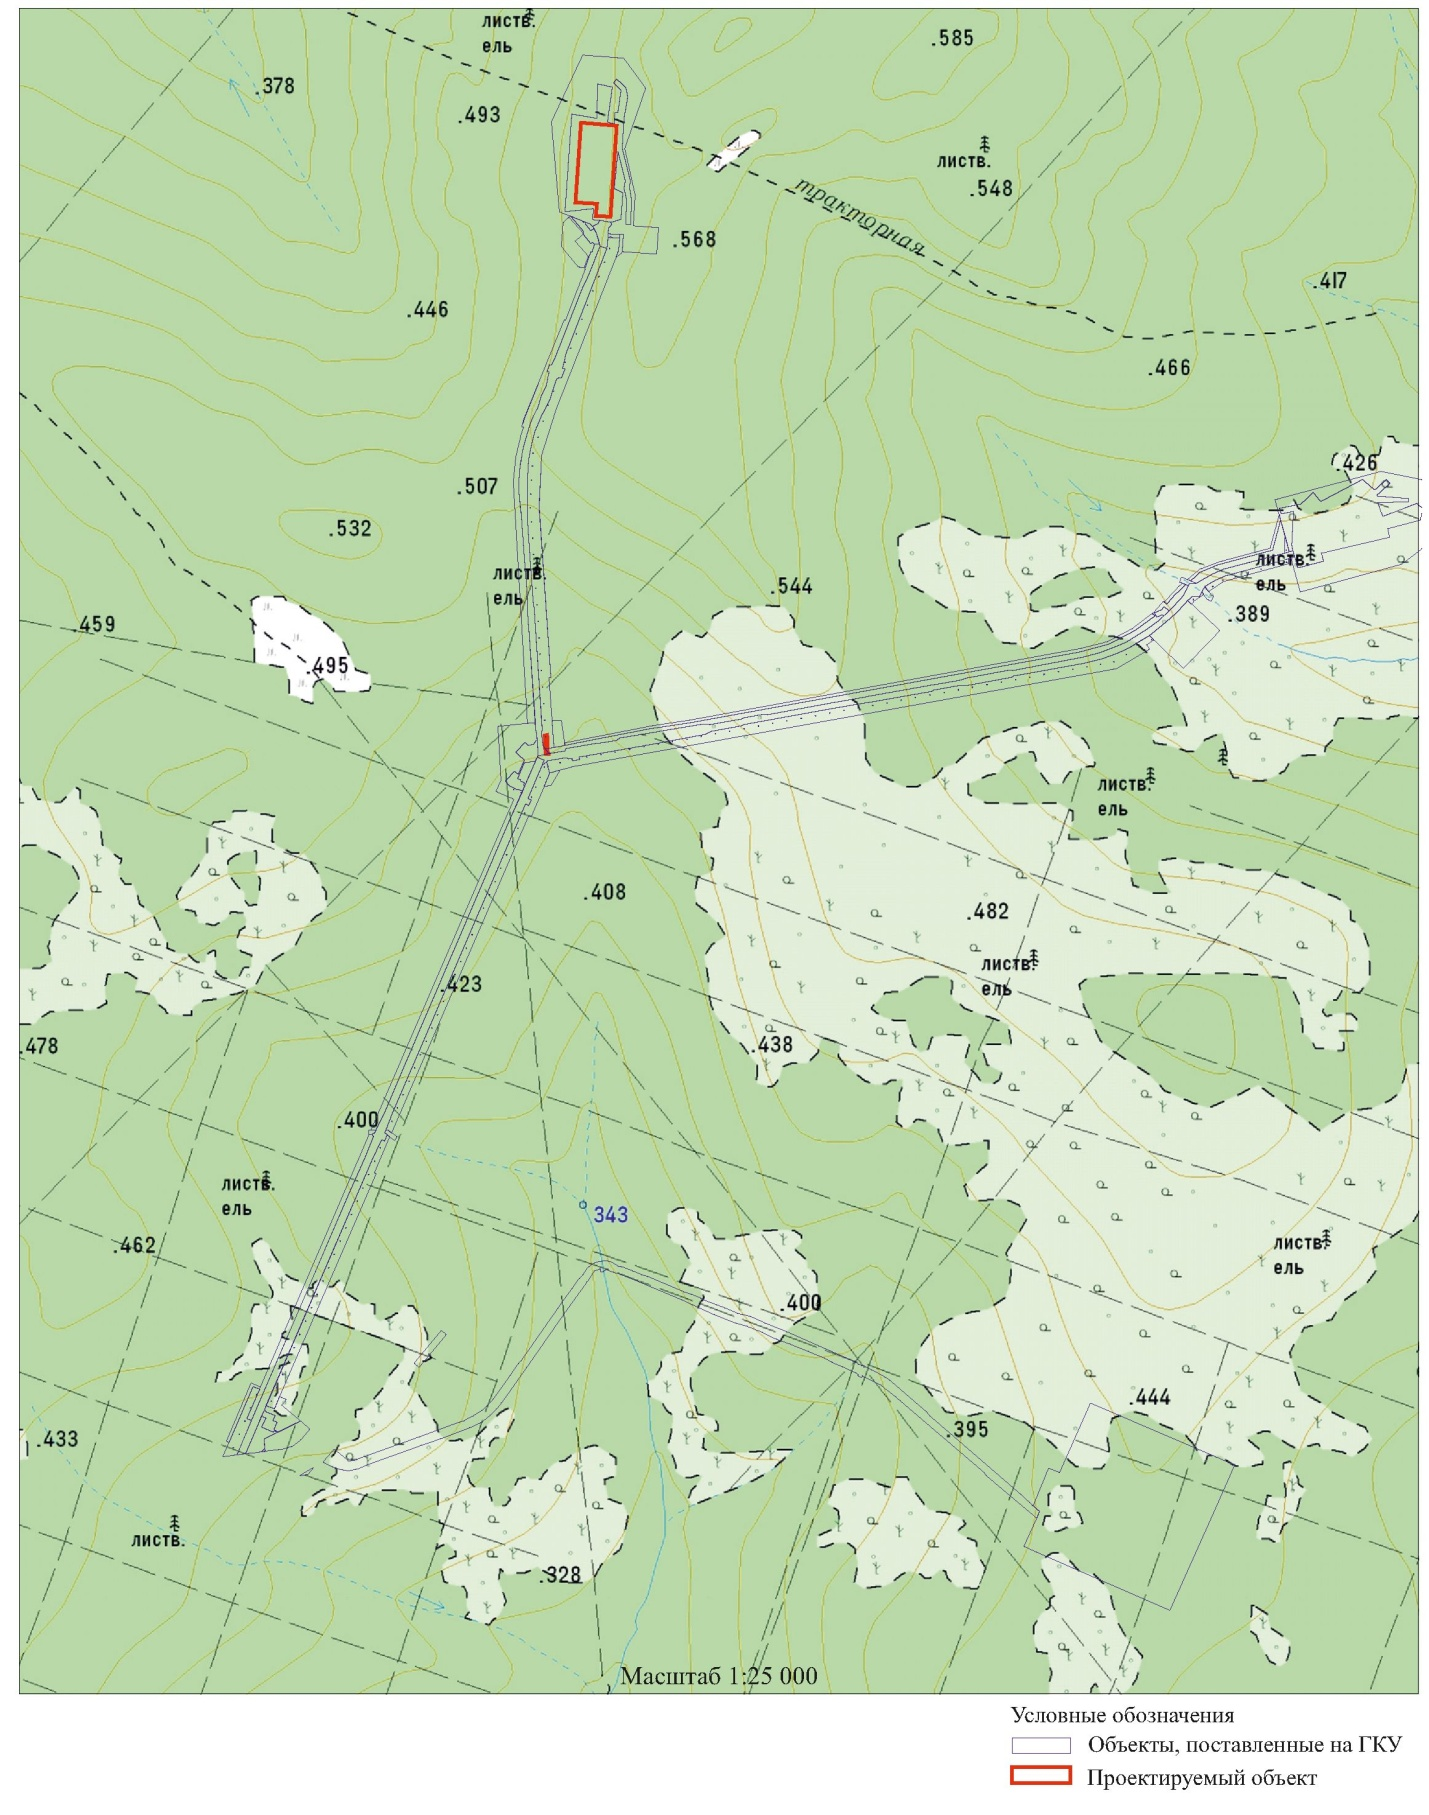 листв.
ель
.585
.378
.493
листв.
.548
тракторная
.568
.417
.446
.466
.426
.507
.532
листв.
ель
.544
листв.
ель
.389
.459
.495
листв.
ель
.408
.482
листв.
ель
.423
.478
.438
.400
листв.
ель
343
.462
листв.
ель
.400
.444
.395
.433
листв.
.328
Масштаб 1:25 000
Условные обозначения
Объекты, поставленные на ГКУ
Проектируемый объект